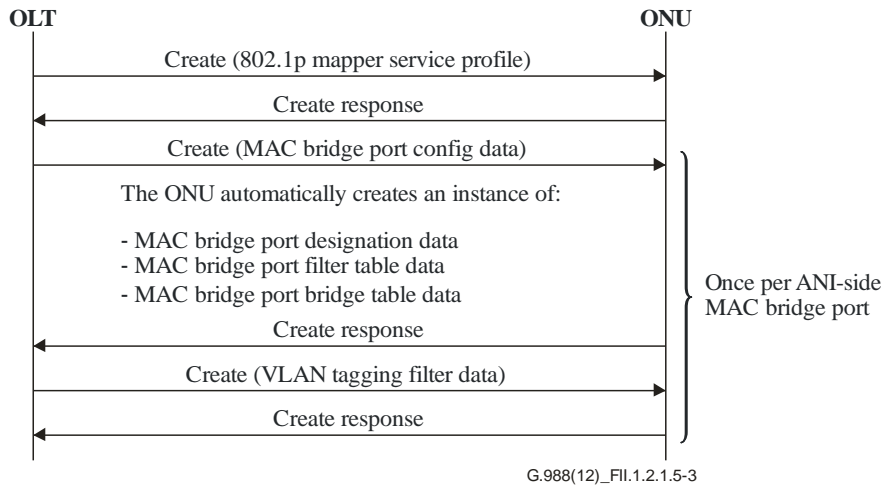 OLT ONU
Create (802.1p mapper service profile)
Create response
Create (MAC bridge port config data)
The ONU automatically creates an instance of:
- MAC bridge port designation data
- MAC bridge port filter table data
- MAC bridge port bridge table data
Once per ANI-side
MAC bridge port
Create response
Create (VLAN tagging filter data)
Create response
G.988(12)_FII.1.2.1.5-3